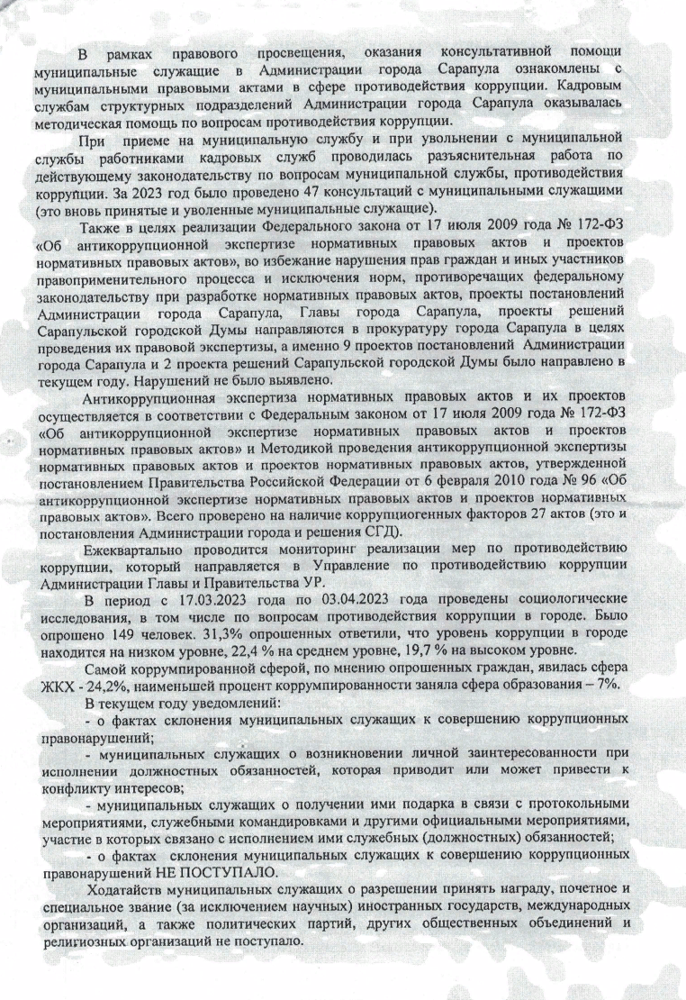 В рамках правового просвещения, оказания консультативной помощи
муниципальные служащие в Администрации города Сарапула ознакомлены с
муниципальными правовыми актами в сфере противодействия коррупции. Кадровым
службам структурных подразделений Администрации города Сарапула оказывалась
методическая помощь по вопросам противодействия коррупции.
При приеме на муниципальную службу и при увольнении с муниципальной
службы работниками кадровых служб проводилась разъяснительная работа по
действующему законодательству по вопросам муниципальной службы, противодействия
коррупции. За 2023 год было проведено 47 консультаций с муниципальными служащими
(это вновь принятые и уволенные муниципальные служащие).
Также в целях реализации Федерального закона от 17 июля 2009 года № 172-ФЗ
«Об антикоррупционной экспертизе нормативных правовых актов и проектов
нормативных правовых актов», во избежание нарушения прав граждан и иных участников
правоприменительного процесса и исключения норм, противоречащих федеральному
законодательству при разработке нормативных правовых актов, проекты постановлений
Администрации города Сарапула, Главы города Сарапула, проекты решений
Сарапульской городской Думы направляются в прокуратуру города Сарапула в целях
проведения их правовой экспертизы, а именно 9 проектов постановлений Администрации
города Сарапула и 2 проекта решений Сарапульской городской Думы было направлено в
текущем году. Нарушений не было выявлено.
Антикоррупционная экспертиза нормативных правовых актов и их проектов
осуществляется в соответствии с Федеральным законом от 17 июля 2009 года № 172-ФЗ
«Об антикоррупционной экспертизе нормативных правовых актов и проектов
нормативных правовых актов» и Методикой проведения антикоррупционной экспертизы
нормативных правовых актов и проектов нормативных правовых актов, утвержденной
постановлением Правительства Российской Федерации от 6 февраля 2010 года № 96 «Об
антикоррупционной экспертизе нормативных правовых актов и проектов нормативных
правовых актов». Всего проверено на наличие коррупциогенных факторов 27 актов (это и
постановления Администрации города и решения СГД).
Ежеквартально проводится мониторинг реализации мер по противодействию
коррупции, который направляется в Управление по противодействию коррупции
Администрации Главы и Правительства УР.
В период с 17.03.2023 года по 03.04.2023 года проведены социологические
исследования, в том числе по вопросам противодействия коррупции в городе. Было
опрошено 149 человек. 31,3% опрошенных ответили, что уровень коррупции в городе
находится на низком уровне, 22,4 % на среднем уровне, 19,7 % на высоком уровне.
Самой коррумпированной сферой, по мнению опрошенных граждан, явилась сфера
ЖКХ - 24,2%, наименьшей процент коррумпированности заняла сфера образования – 7%.
В текущем году уведомлений:
- о фактах склонения муниципальных служащих к совершению коррупционных
правонарушений;
- муниципальных служащих о возникновении личной заинтересованности при
исполнении должностных обязанностей, которая приводит или может привести к
конфликту интересов;
- муниципальных служащих о получении ими подарка в связи с протокольными
мероприятиями, служебными командировками и другими официальными мероприятиями,
участие в которых связано с исполнением ими служебных (должностных) обязанностей;
- о фактах склонения муниципальных служащих к совершению коррупционных
правонарушений НЕ ПОСТУПАЛО.
Ходатайств муниципальных служащих о разрешении принять награду, почетное и
специальное звание (за исключением научных) иностранных государств, международных
организаций, а также политических партий, других общественных объединений и
религиозных организаций не поступало.